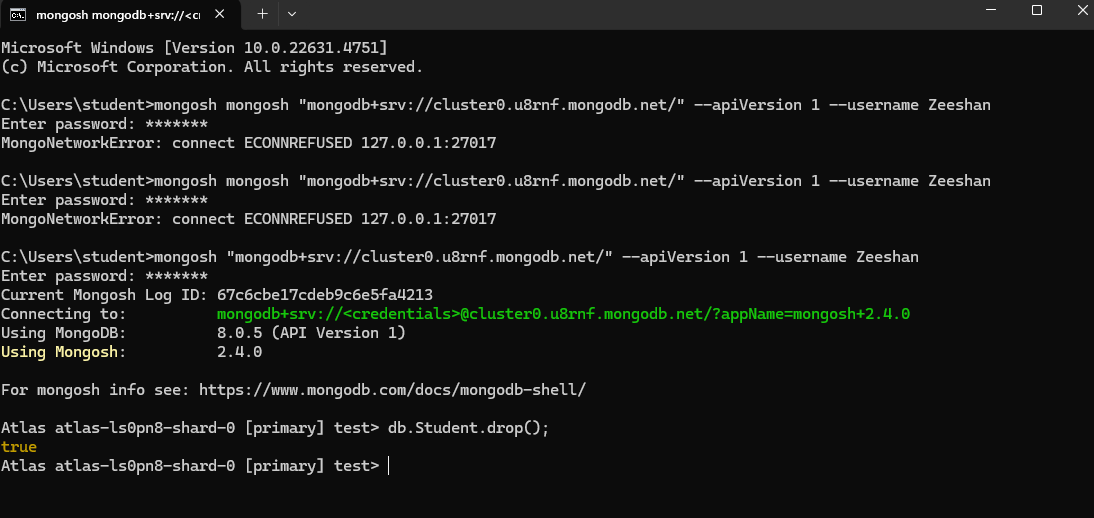 mongosh mongodb+srv://<cr
Microsoft Windows [Version 10.0.22631.4751]
(c) Microsoft Corporation. All rights reserved.
C:\Users\student>mongosh mongosh "mongodb+srv://cluster0.u8rnf.mongodb.net/" --apiVersion 1 --username Zeeshan
Enter password: *******
MongoNetworkError: connect ECONNREFUSED 127.0.0.1:27017
C:\Users\student>mongosh mongosh "mongodb+srv://cluster0.u8rnf.mongodb.net/" --apiVersion 1 --username Zeeshan
Enter password: *******
MongoNetworkError: connect ECONNREFUSED 127.0.0.1:27017
C:\Users\student>mongosh "mongodb+srv://cluster0.u8rnf.mongodb.net/" --apiVersion 1 --username Zeeshan
Enter password: *******
Current Mongosh Log ID: 67c6cbe17cdeb9c6e5fa4213
Connecting to:          mongodb+srv://<credentials>@cluster0.u8rnf.mongodb.net/?appName=mongosh+2.4.0
Using MongoDB:          8.0.5 (API Version 1)
Using Mongosh:          2.4.0
For mongosh info see: https://www.mongodb.com/docs/mongodb-shell/
Atlas atlas-ls0pn8-shard-0 [primary] test> db.Student.drop();
true
Atlas atlas-ls0pn8-shard-0 [primary] test>